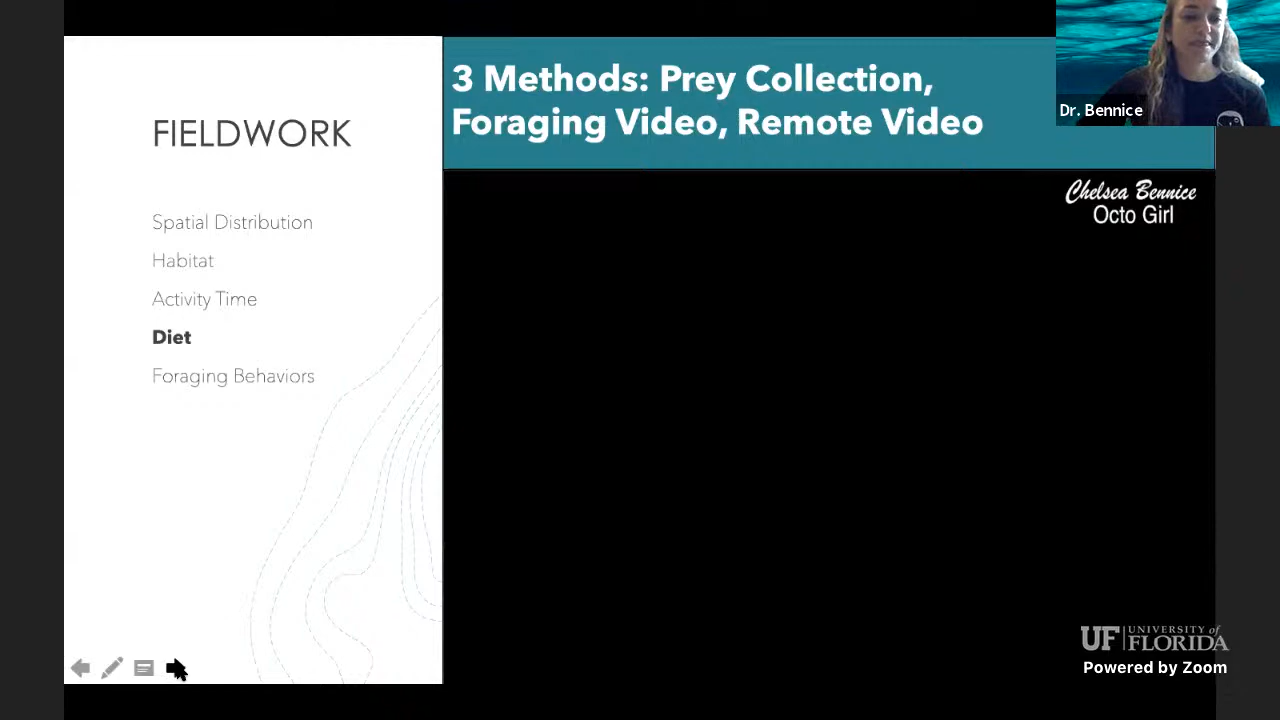 3 Methods: Prey Collection,
Foraging Video, Remote Video
Dr. Bennice
FIELDWORK
Chelsea Bennice
Octo Girl
Spatial Distribution
Habitat
Activity Time
Diet
Foraging Behaviors
UF UNIVERSITY of
FLORIDA
Powered by Zoom